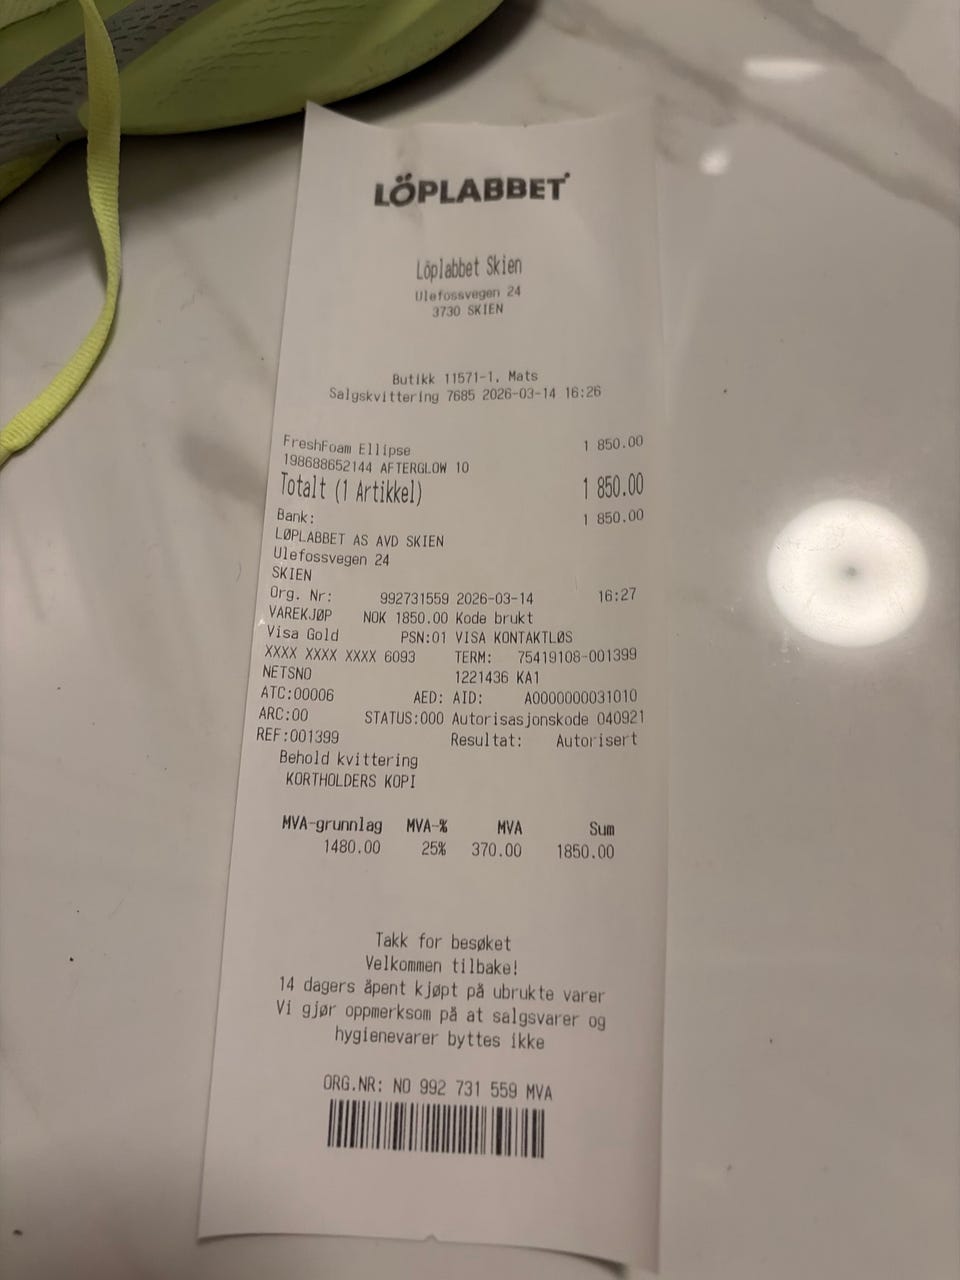 LÖPLABBET
Löplabbet Skien
Ulefossvegen 24
3730 SKIEN
Butikk 11571-1, Mats
Salgskvittering 7685 2026-03-14 16:26
FreshFoam Ellipse 1 850.00
198688652144 AFTERGLOW 10
Totalt (1 Artikkel) 1 850.00
Bank: 1 850.00
LØPLABBET AS AVD SKIEN
Ulefossvegen 24
SKIEN
Org. Nr: 992731559 2026-03-14 16:27
VAREKJØP NOK 1850.00 Kode brukt
Visa Gold PSN:01 VISA KONTAKTLØS
XXXX XXXX XXXX 6093 TERM: 75419108-001399
NETSNO 1221436 KA1
ATC:00006 AED: AID: A0000000031010
ARC:00 STATUS:000 Autorisasjonskode 040921
REF:001399 Resultat: Autorisert
Behold kvittering
KORTHOLDERS KOPI
MVA-grunnlag MVA-% MVA Sum
1480.00 25% 370.00 1850.00
Takk for besøket
Velkommen tilbake!
14 dagers åpent kjøpt på ubrukte varer
Vi gjør oppmerksom på at salgsvarer og
hygienevarer byttes ikke
ORG.NR: NO 992 731 559 MVA